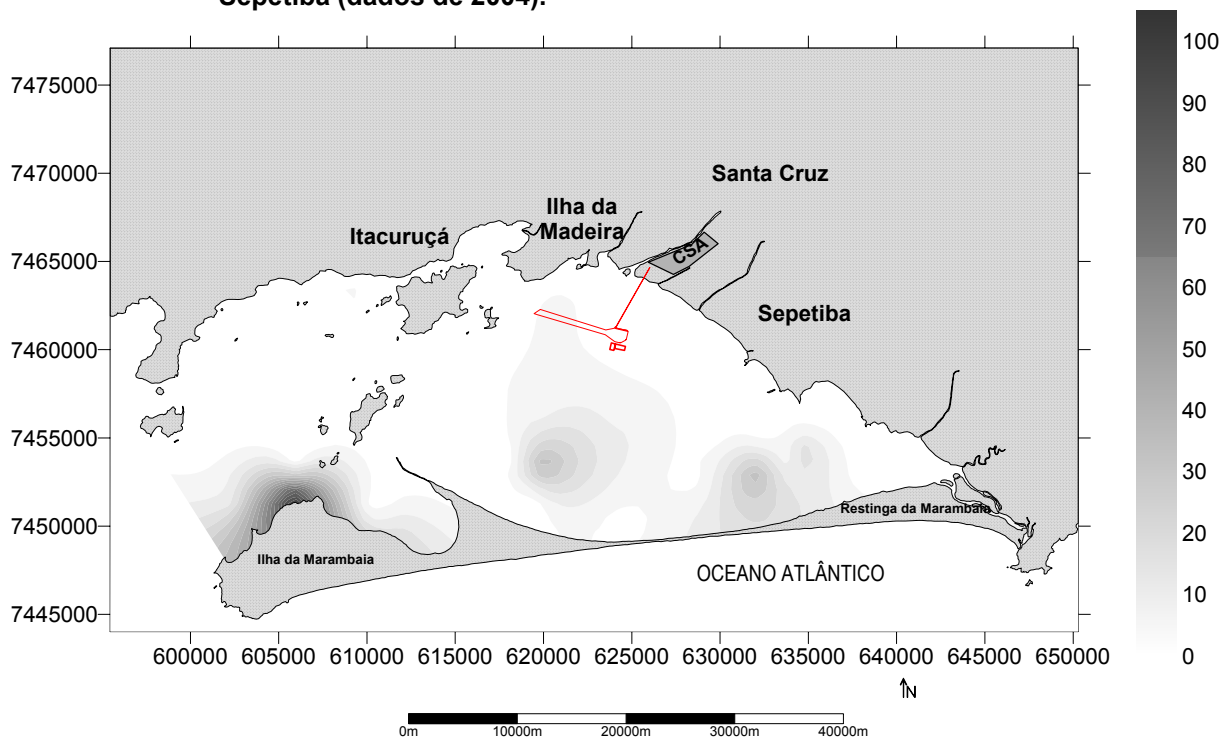 Sepetiba (dados de 2004).
100
90
80
70
60
50
40
30
20
10
0
7475000
7470000
7465000
7460000
7455000
7450000
7445000
Santa Cruz
Ilha da
Madeira
Itacuruçá
CSA
Sepetiba
Restinga da Marambaia
Ilha da Marambaia
OCEANO ATLÂNTICO
600000 605000 610000 615000 620000 625000 630000 635000 640000 645000 650000
N
0m 10000m 20000m 30000m 40000m